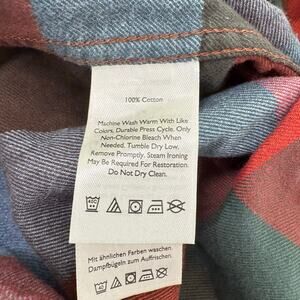 100% Cotton
Machine Wash Warm With Like
Colors, Durable Press Cycle. Only
Non-Chlorine Bleach When
Needed. Tumble Dry Low,
Remove Promptly. Steam Ironing
May Be Required For Restoration.
Do Not Dry Clean.
40C
Mit ähnlichen Farben waschen.
Dampfbügeln zum Auffrischen.